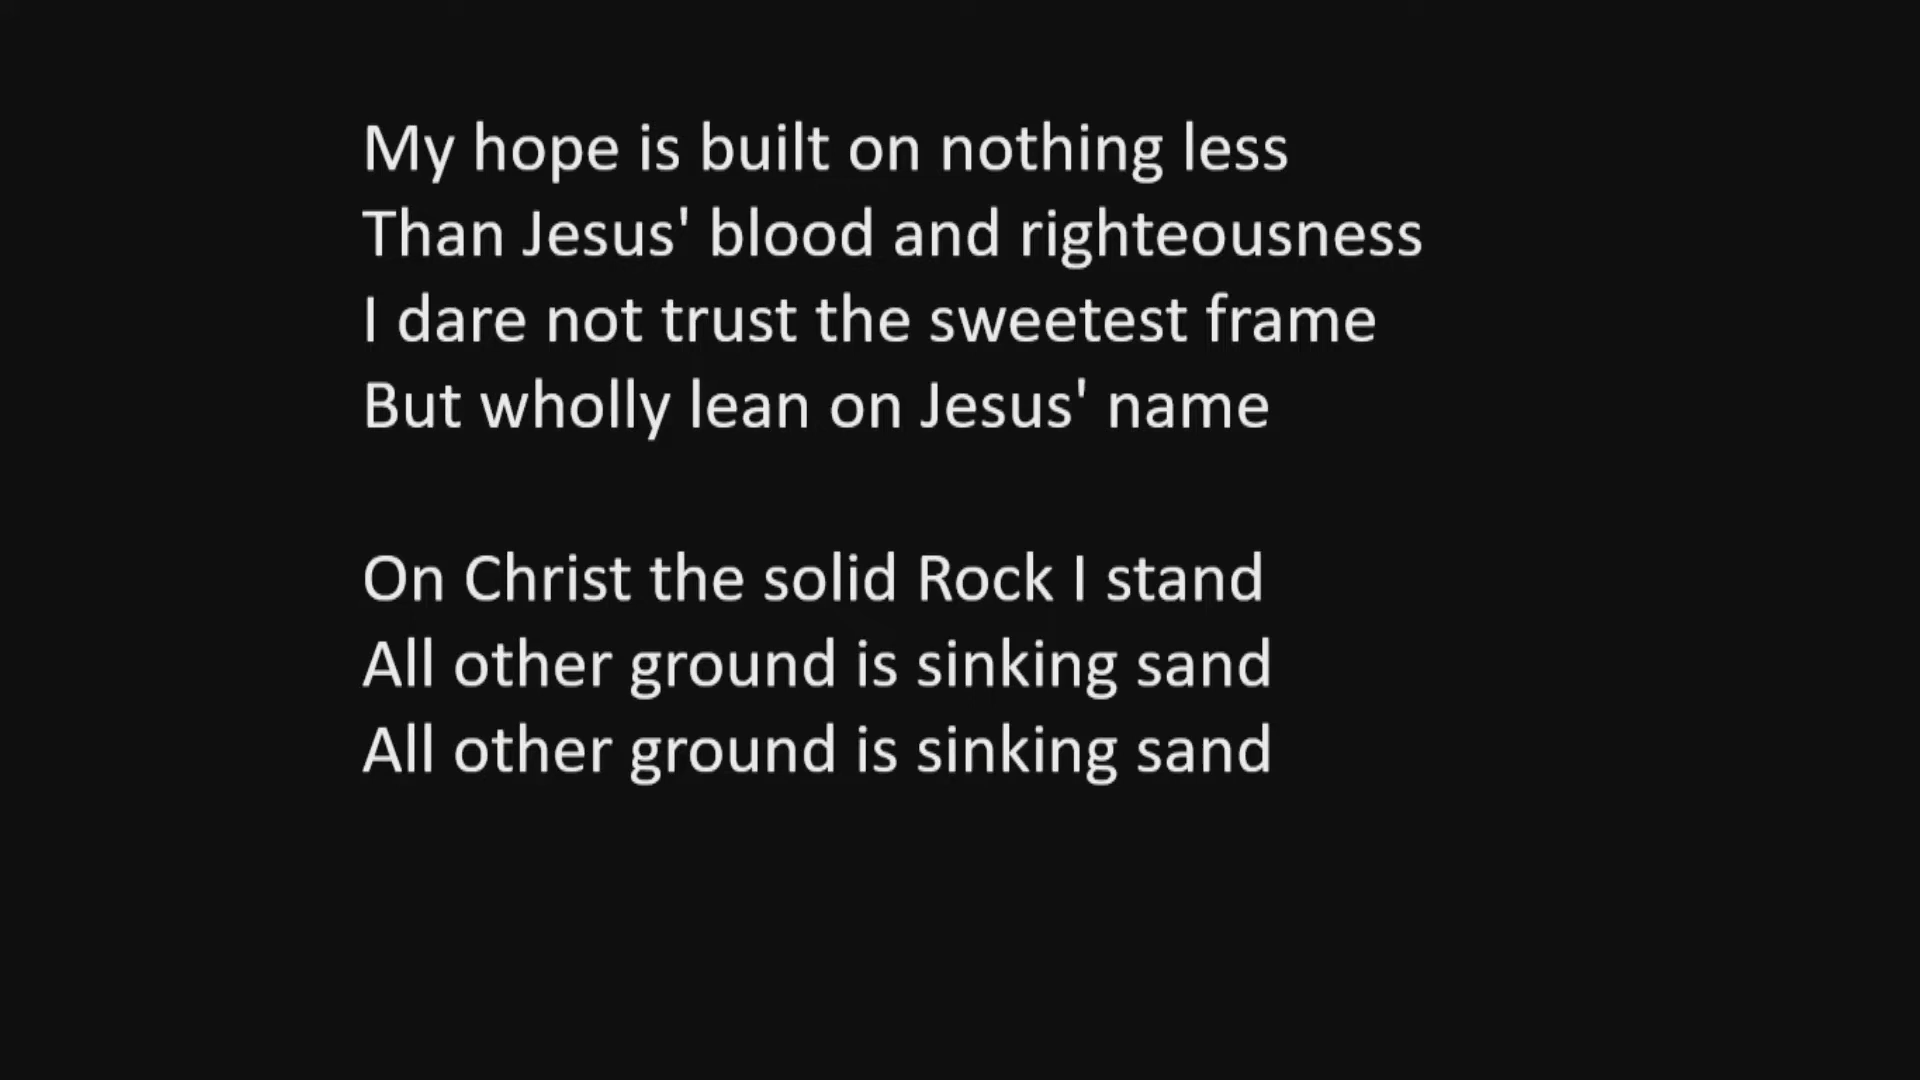 My hope is built on nothing less
Than Jesus' blood and righteousness
I dare not trust the sweetest frame
But wholly lean on Jesus' name
On Christ the solid Rock I stand
All other ground is sinking sand
All other ground is sinking sand